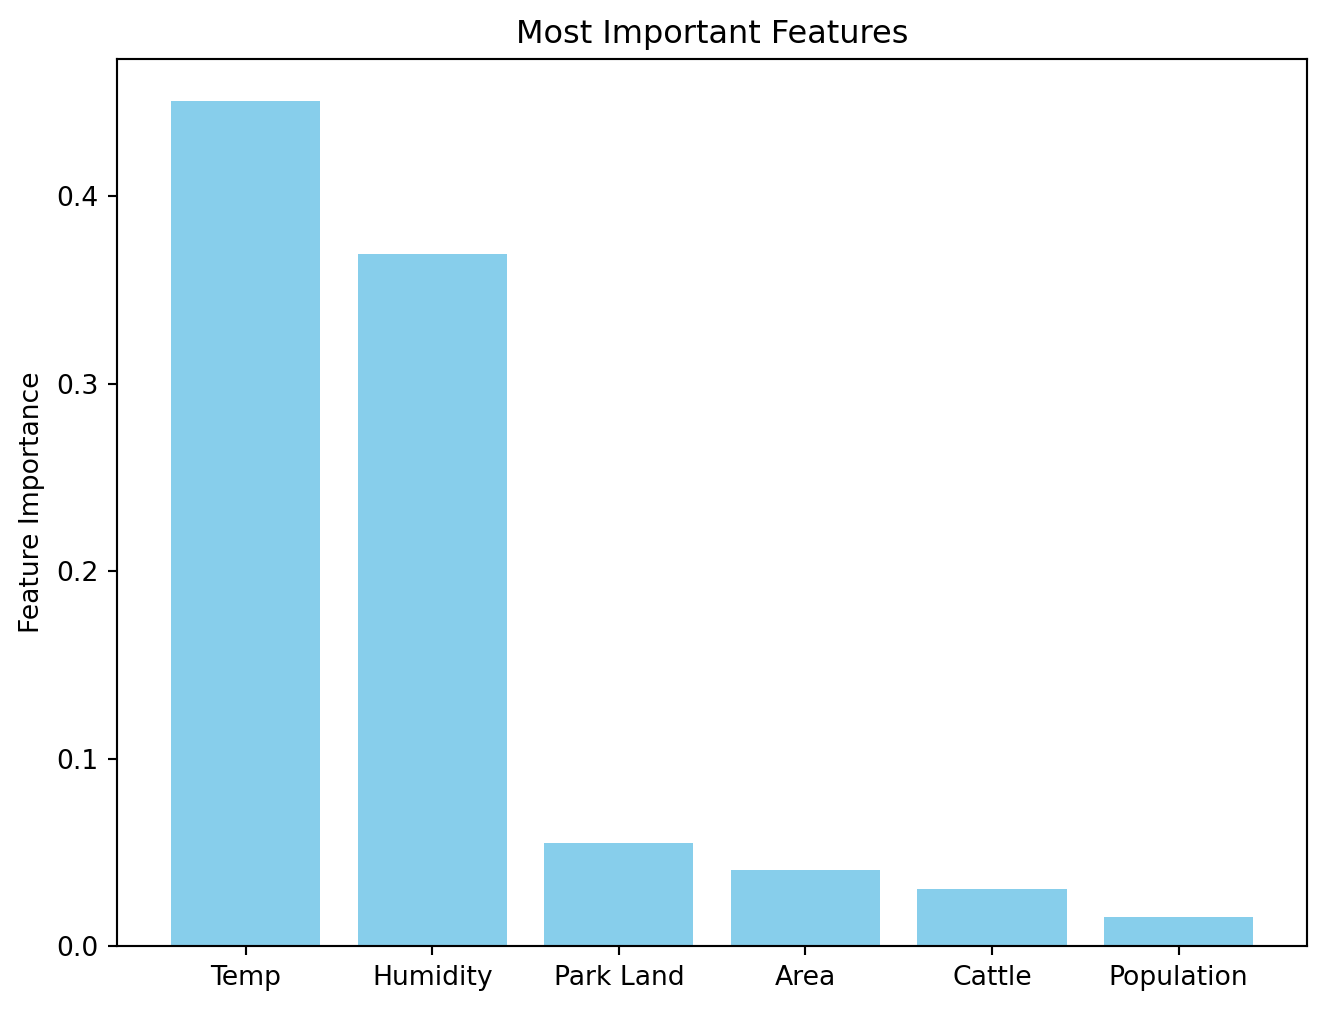 Most Important Features
Feature Importance
0.4
0.3
0.2
0.1
0.0
Temp
Humidity
Park Land
Area
Cattle
Population